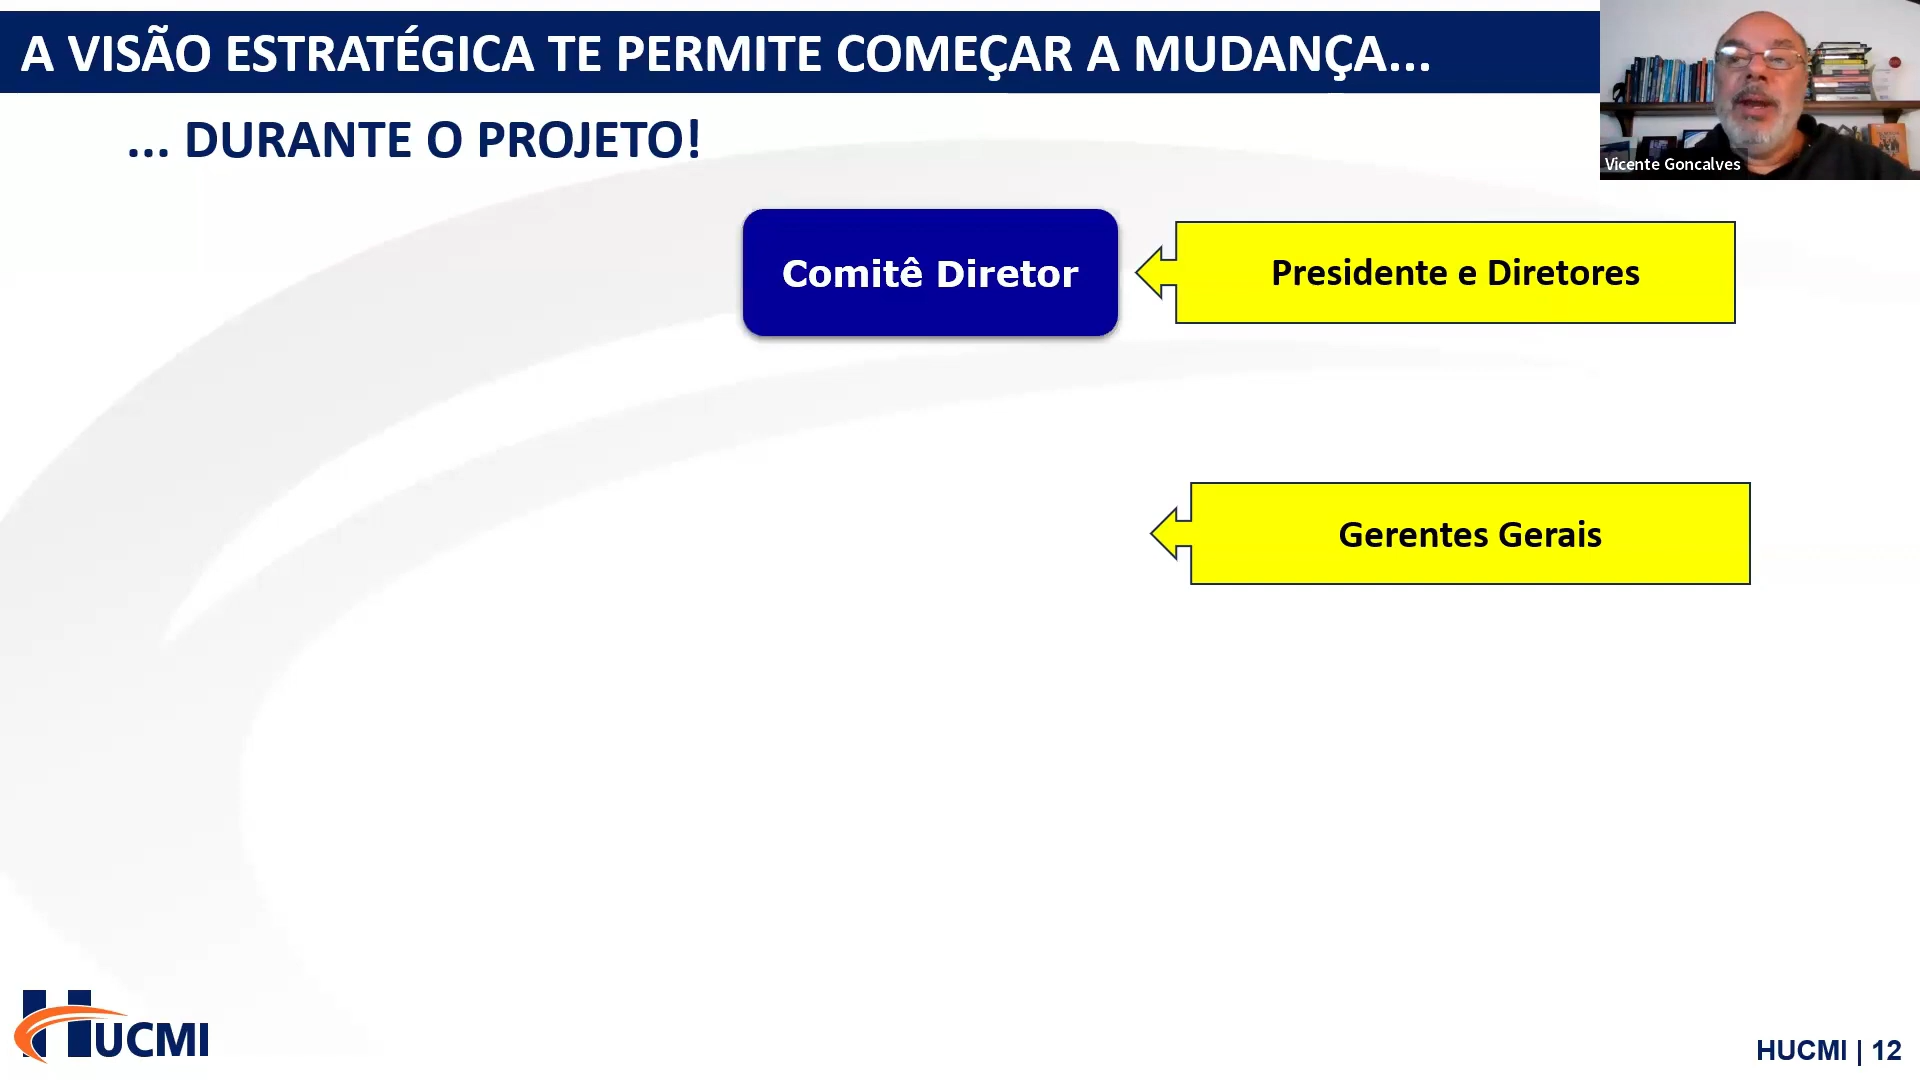 A VISÃO ESTRATÉGICA TE PERMITE COMEÇAR A MUDANÇA...
... DURANTE O PROJETO!
Vicente Goncalves
Comitê Diretor
Presidente e Diretores
Gerentes Gerais
HUCMI
HUCMI | 12